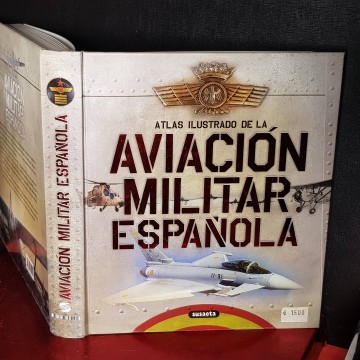 ATLAS ILUSTRADO DE LA
AVIACIÓN
MILITAR
ESPAÑOLA
susaeta
AVIACIÓN MILITAR ESPAÑOLA